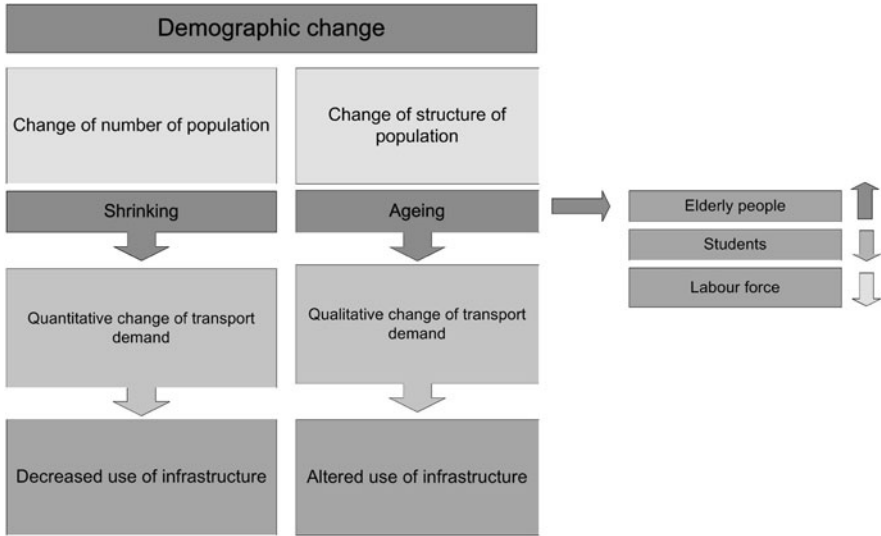 Demographic change
Change of number of population
Change of structure of
population
Shrinking
Ageing
Elderly people
Students
Labour force
Quantitative change of transport
demand
Qualitative change of transport
demand
Decreased use of infrastructure
Altered use of infrastructure